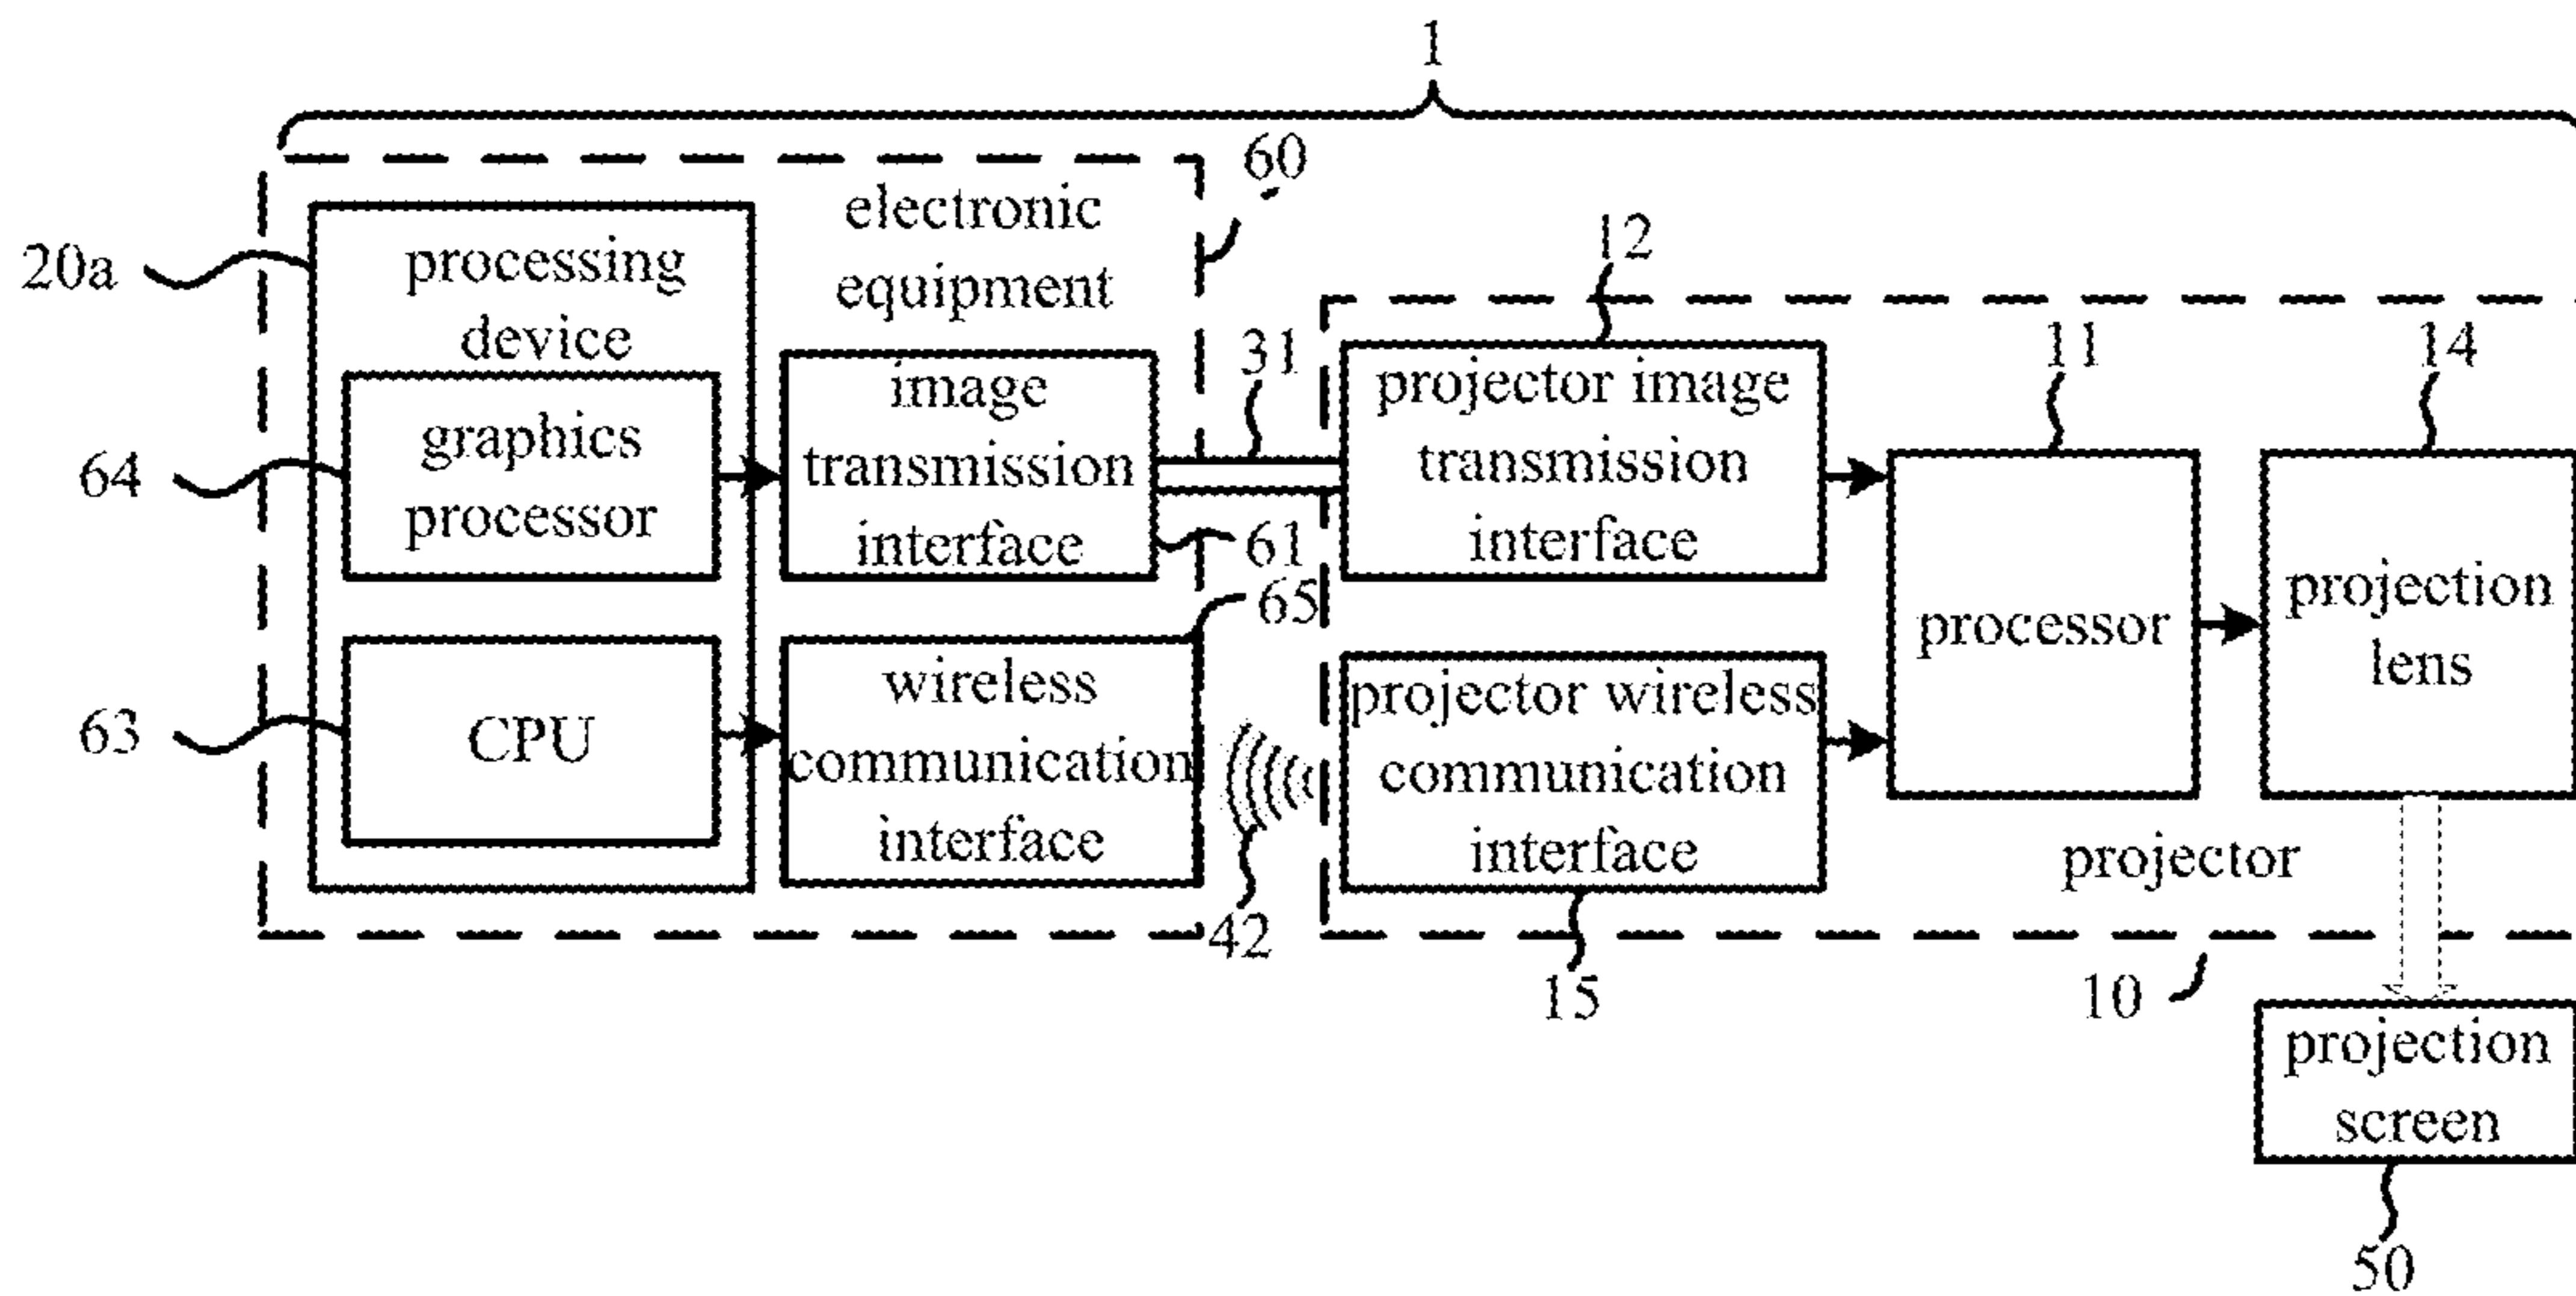 1
60
electronic
equipment
20a
processing
device
12
31
11
14
image
transmission
interface
projector image
transmission
interface
64
graphics
processor
61
65
processor
projection
lens
63
CPU
wireless
communication
interface
projector wireless
communication
interface
projector
42
15
10
projection
screen
50